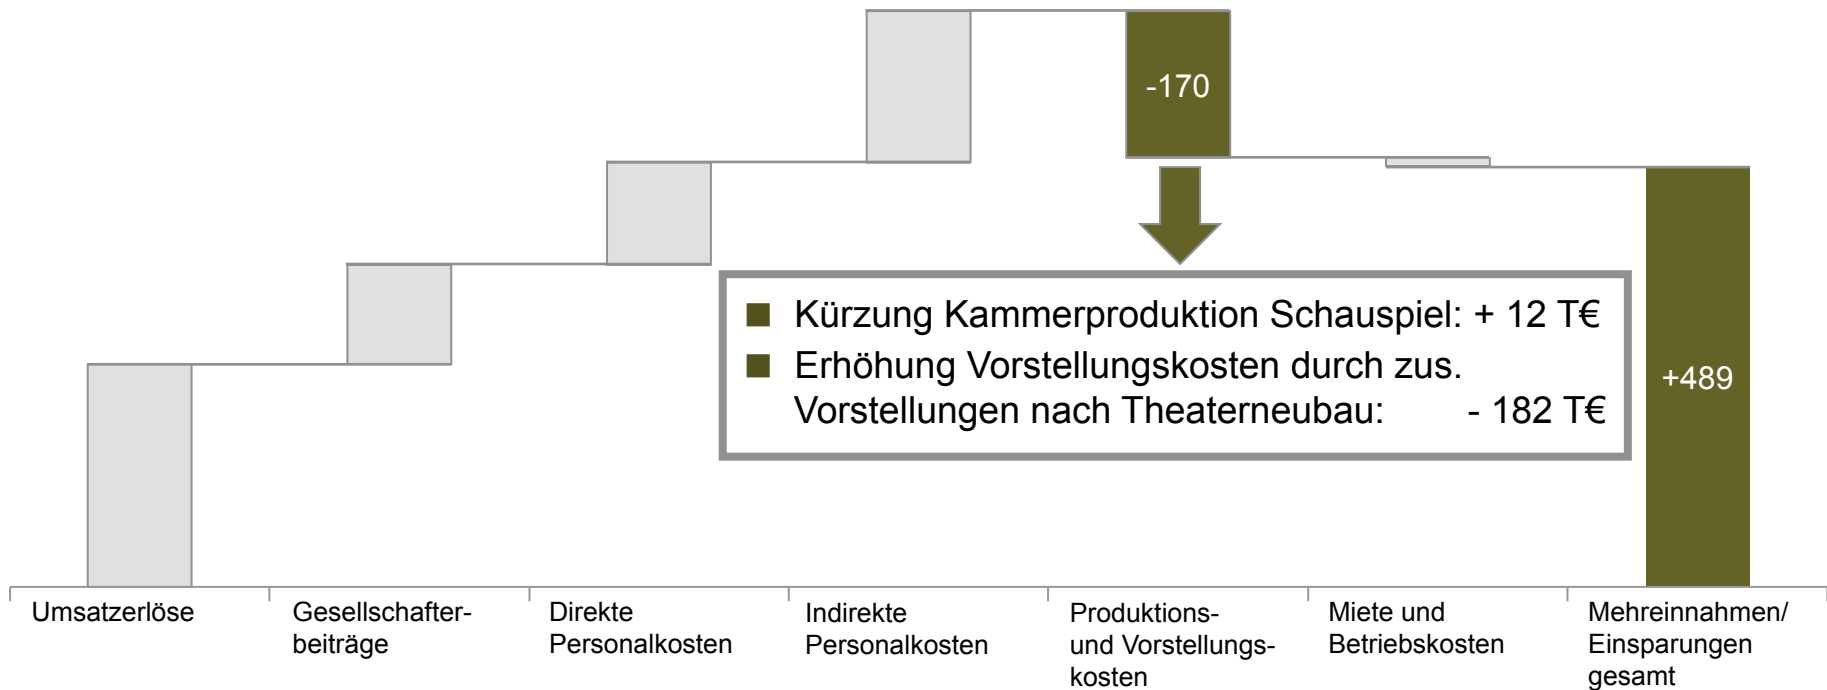 -170
■ Kürzung Kammerproduktion Schauspiel: + 12 T€
■ Erhöhung Vorstellungskosten durch zus.
Vorstellungen nach Theaterneubau: - 182 T€
+489
Umsatzerlöse
Gesellschafter-
beiträge
Direkte
Personalkosten
Indirekte
Personalkosten
Produktions-
und Vorstellungs-
kosten
Miete und
Betriebskosten
Mehreinnahmen/
Einsparungen
gesamt